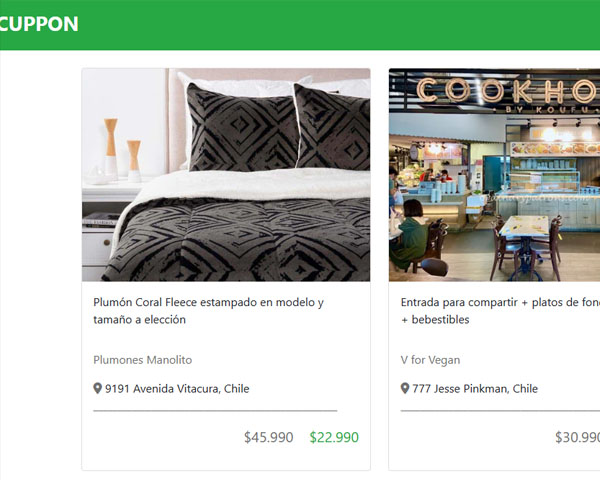 CUPPON
COOKHO
BY KOUFU
Plumón Coral Fleece estampado en modelo y
tamaño a elección
Plumones Manolito
9191 Avenida Vitacura, Chile
$45.990 $22.990
Entrada para compartir + platos de fon
+ bebestibles
V for Vegan
777 Jesse Pinkman, Chile
$30.990